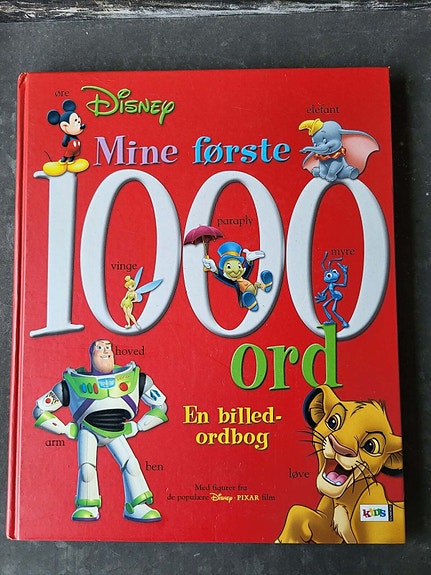 øre
Disney
elefant
Mine første
1000
paraply
vinge
myre
hoved
ord
En billed-
ordbog
arm
ben
løve
Med figurer fra
de populære Disney · PIXAR film
KIDS